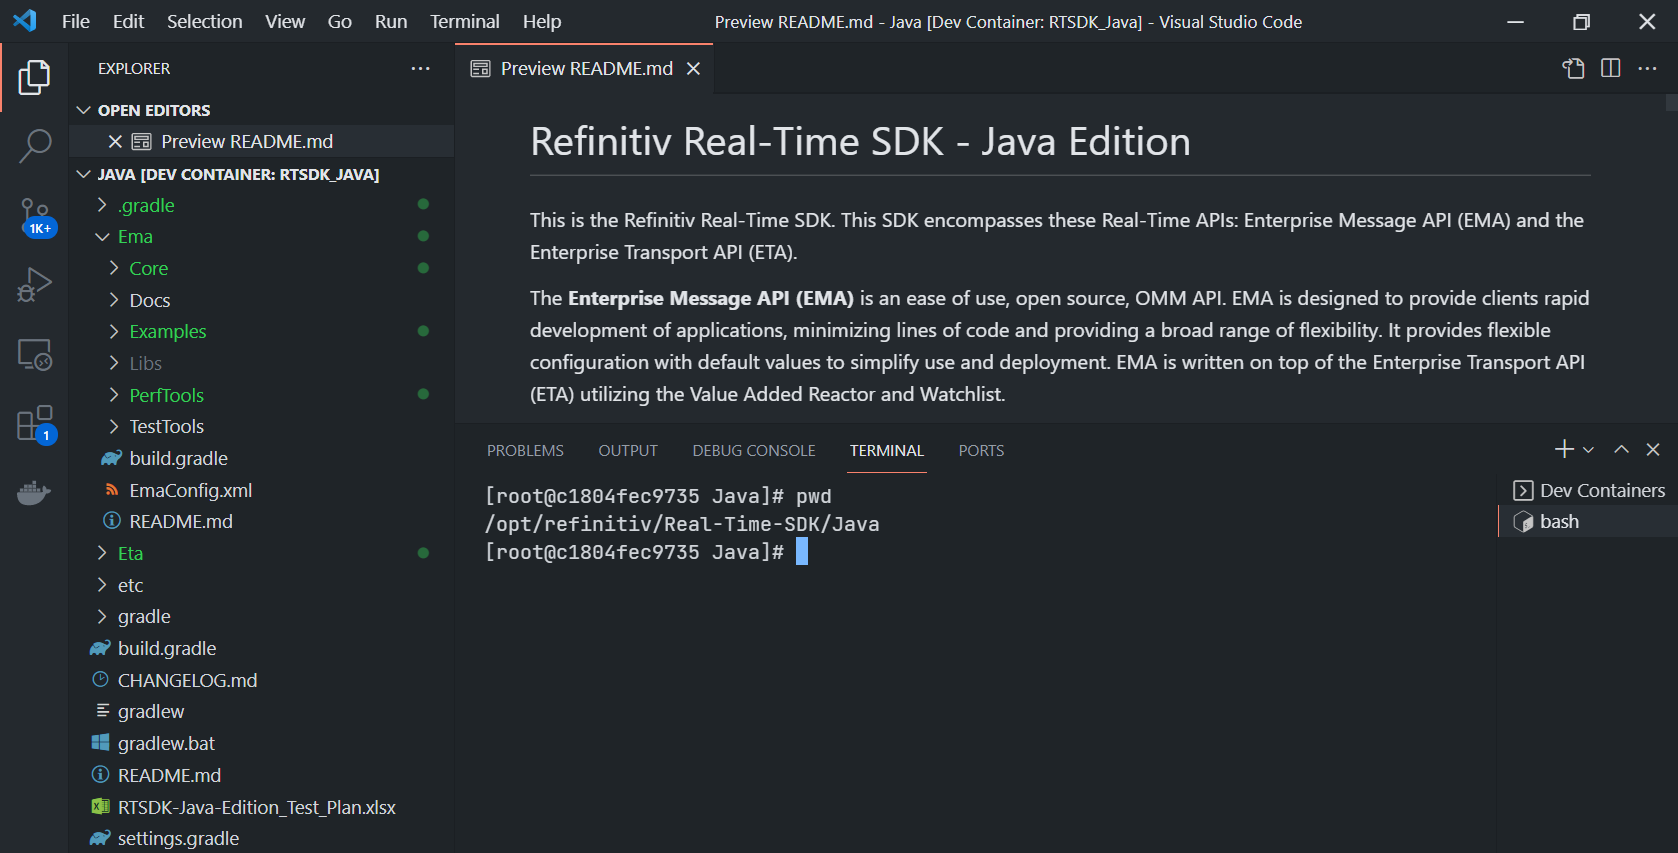 File Edit Selection View Go Run Terminal Help
Preview README.md - Java [Dev Container: RTSDK_Java] - Visual Studio Code
1K+
1
EXPLORER
OPEN EDITORS
Preview README.md
JAVA [DEV CONTAINER: RTSDK_JAVA]
.gradle
Ema
Core
Docs
Examples
Libs
PerfTools
TestTools
build.gradle
EmaConfig.xml
README.md
Eta
etc
gradle
build.gradle
CHANGELOG.md
gradlew
gradlew.bat
README.md
RTSDK-Java-Edition_Test_Plan.xlsx
settings.gradle
Preview README.md
Refinitiv Real-Time SDK - Java Edition
This is the Refinitiv Real-Time SDK. This SDK encompasses these Real-Time APIs: Enterprise Message API (EMA) and the
Enterprise Transport API (ETA).
The Enterprise Message API (EMA) is an ease of use, open source, OMM API. EMA is designed to provide clients rapid
development of applications, minimizing lines of code and providing a broad range of flexibility. It provides flexible
configuration with default values to simplify use and deployment. EMA is written on top of the Enterprise Transport API
(ETA) utilizing the Value Added Reactor and Watchlist.
PROBLEMS OUTPUT DEBUG CONSOLE TERMINAL PORTS
[root@c1804fec9735 Java]# pwd
/opt/refinitiv/Real-Time-SDK/Java
[root@c1804fec9735 Java]#
Dev Containers
bash